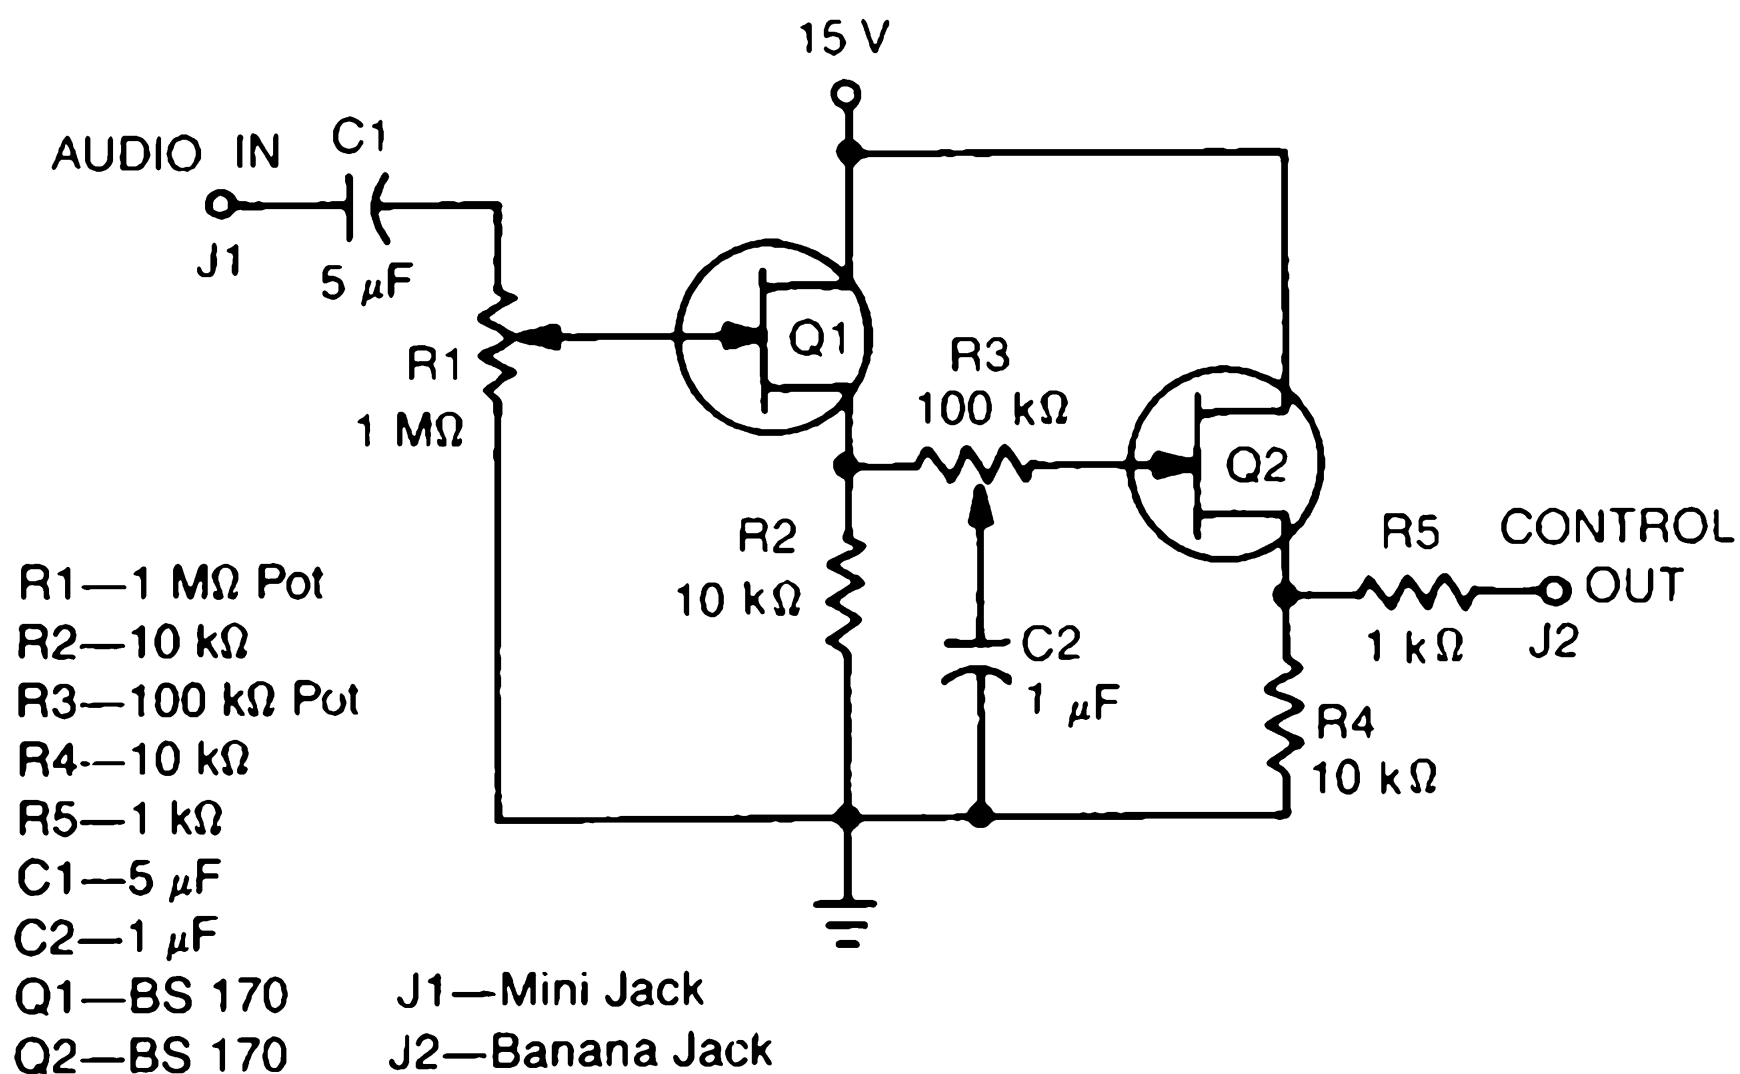 15 V
AUDIO IN
C1
J1
5 μF
R1
1 MΩ
Q1
R3
100 kΩ
Q2
R2
10 kΩ
C2
1 μF
R5
1 kΩ
CONTROL
OUT
J2
R4
10 kΩ
R1—1 MΩ Pot
R2—10 kΩ
R3—100 kΩ Pot
R4—10 kΩ
R5—1 kΩ
C1—5 μF
C2—1 μF
Q1—BS 170
Q2—BS 170
J1—Mini Jack
J2—Banana Jack